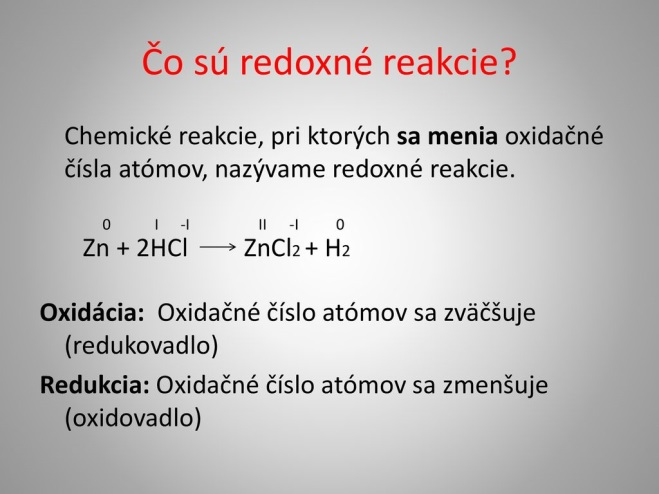 Čo sú redoxné reakcie?
Chemické reakcie, pri ktorých sa menia oxidačné
čísla atómov, nazývame redoxné reakcie.
0 I -I II -I 0
Zn + 2HCl ⟶ ZnCl2 + H2
Oxidácia: Oxidačné číslo atómov sa zväčšuje
(redukovadlo)
Redukcia: Oxidačné číslo atómov sa zmenšuje
(oxidovadlo)